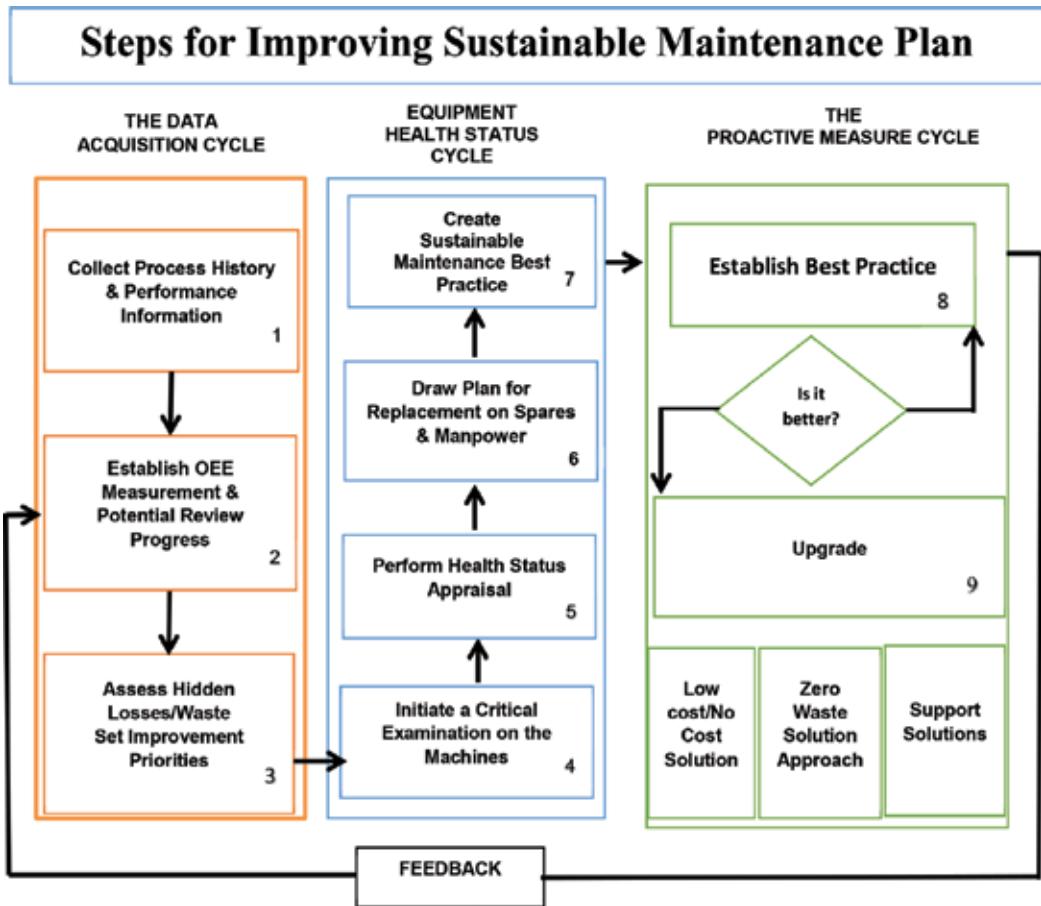 Steps for Improving Sustainable Maintenance Plan
THE DATA
ACQUISITION CYCLE
Collect Process History
& Performance
Information
1
Establish OEE
Measurement &
Potential Review
Progress
2
Assess Hidden
Losses/Waste
Set Improvement
Priorities
3
EQUIPMENT
HEALTH STATUS
CYCLE
Create
Sustainable
Maintenance Best
Practice
7
Draw Plan for
Replacement on Spares
& Manpower
6
Perform Health Status
Appraisal
5
Initiate a Critical
Examination on the
Machines
4
THE
PROACTIVE MEASURE CYCLE
Establish Best Practice
8
Is it
better?
Upgrade
9
Low
cost/No
Cost
Solution
Zero
Waste
Solution
Approach
Support
Solutions
FEEDBACK